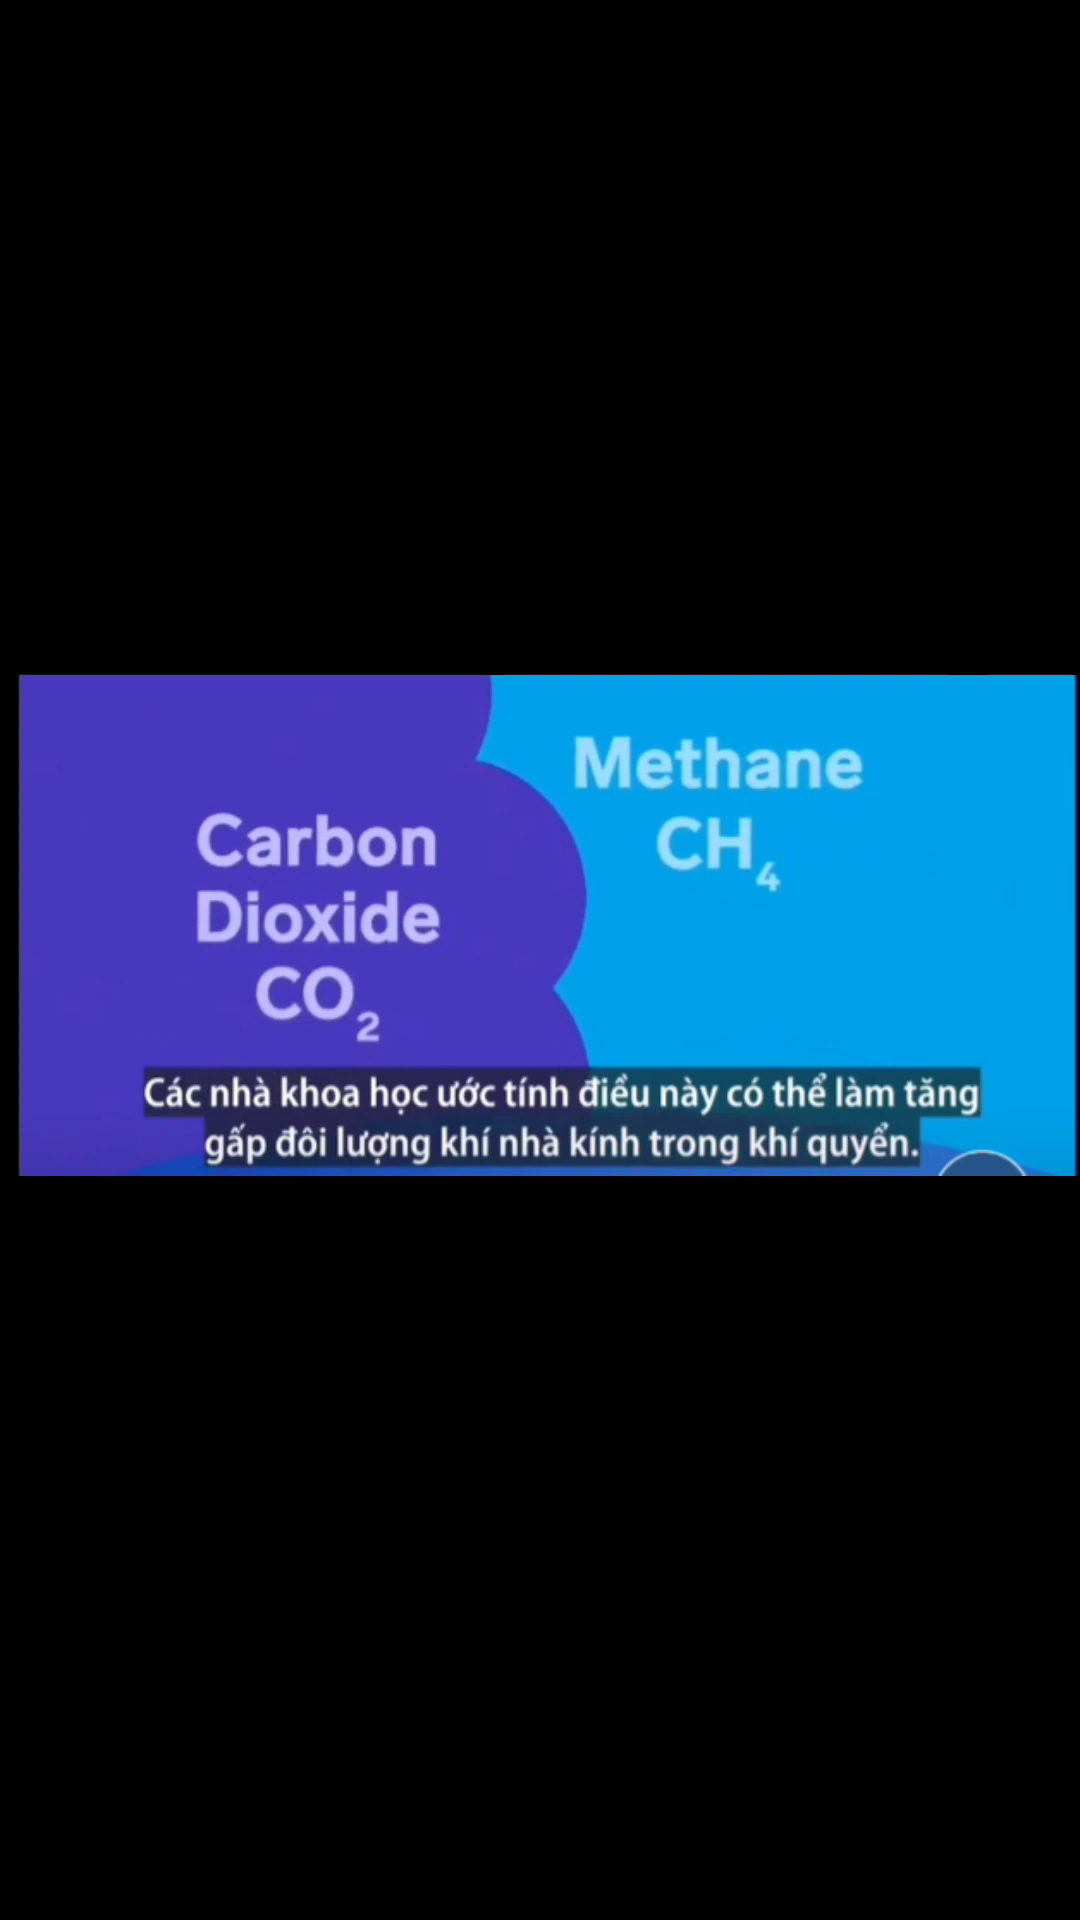 Methane
CH₄
Carbon
Dioxide
CO₂
Các nhà khoa học ước tính điều này có thể làm tăng
gấp đôi lượng khí nhà kính trong khí quyển.